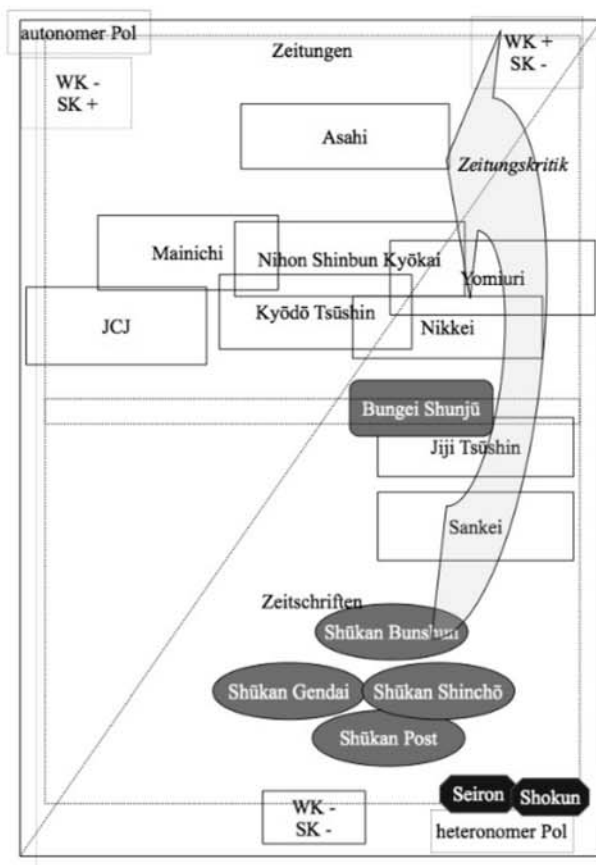 autonomer Pol
WK -
SK +
Zeitungen
WK +
SK -
Asahi
Zeitungskritik
Mainichi
Nihon Shinbun Kyōkai
Yomiuri
JCJ
Kyōdō Tsūshin
Nikkei
Bungei Shunjū
Jiji Tsūshin
Sankei
Zeitschriften
Shūkan Bunshun
Shūkan Gendai
Shūkan Shinchō
Shūkan Post
WK -
SK -
Seiron
Shokun
heteronomer Pol